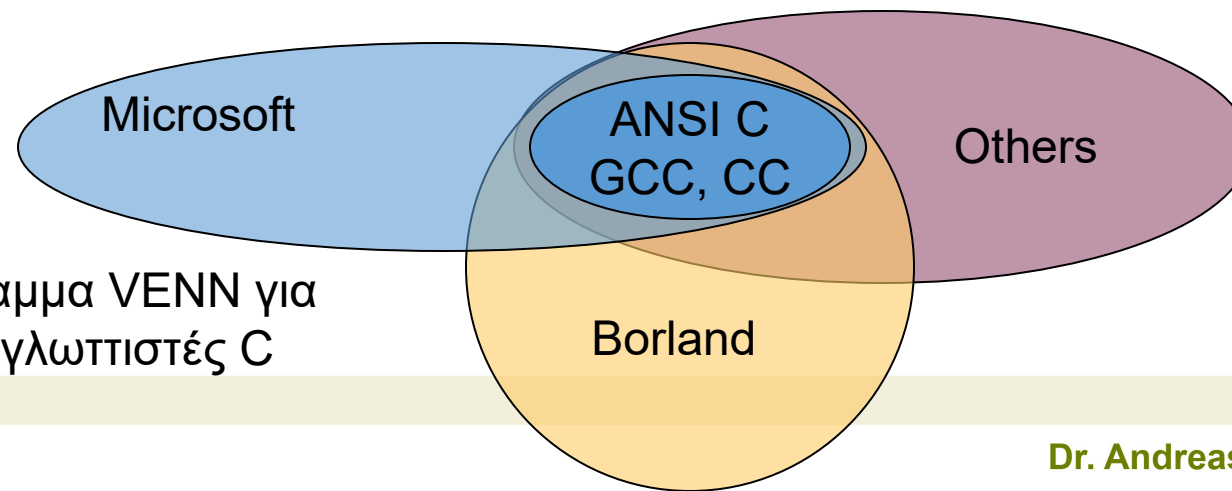 Microsoft
ANSI C
GCC, CC
Others
αμμα VENN για
γλωττιστές C
Borland
Dr. Andreas